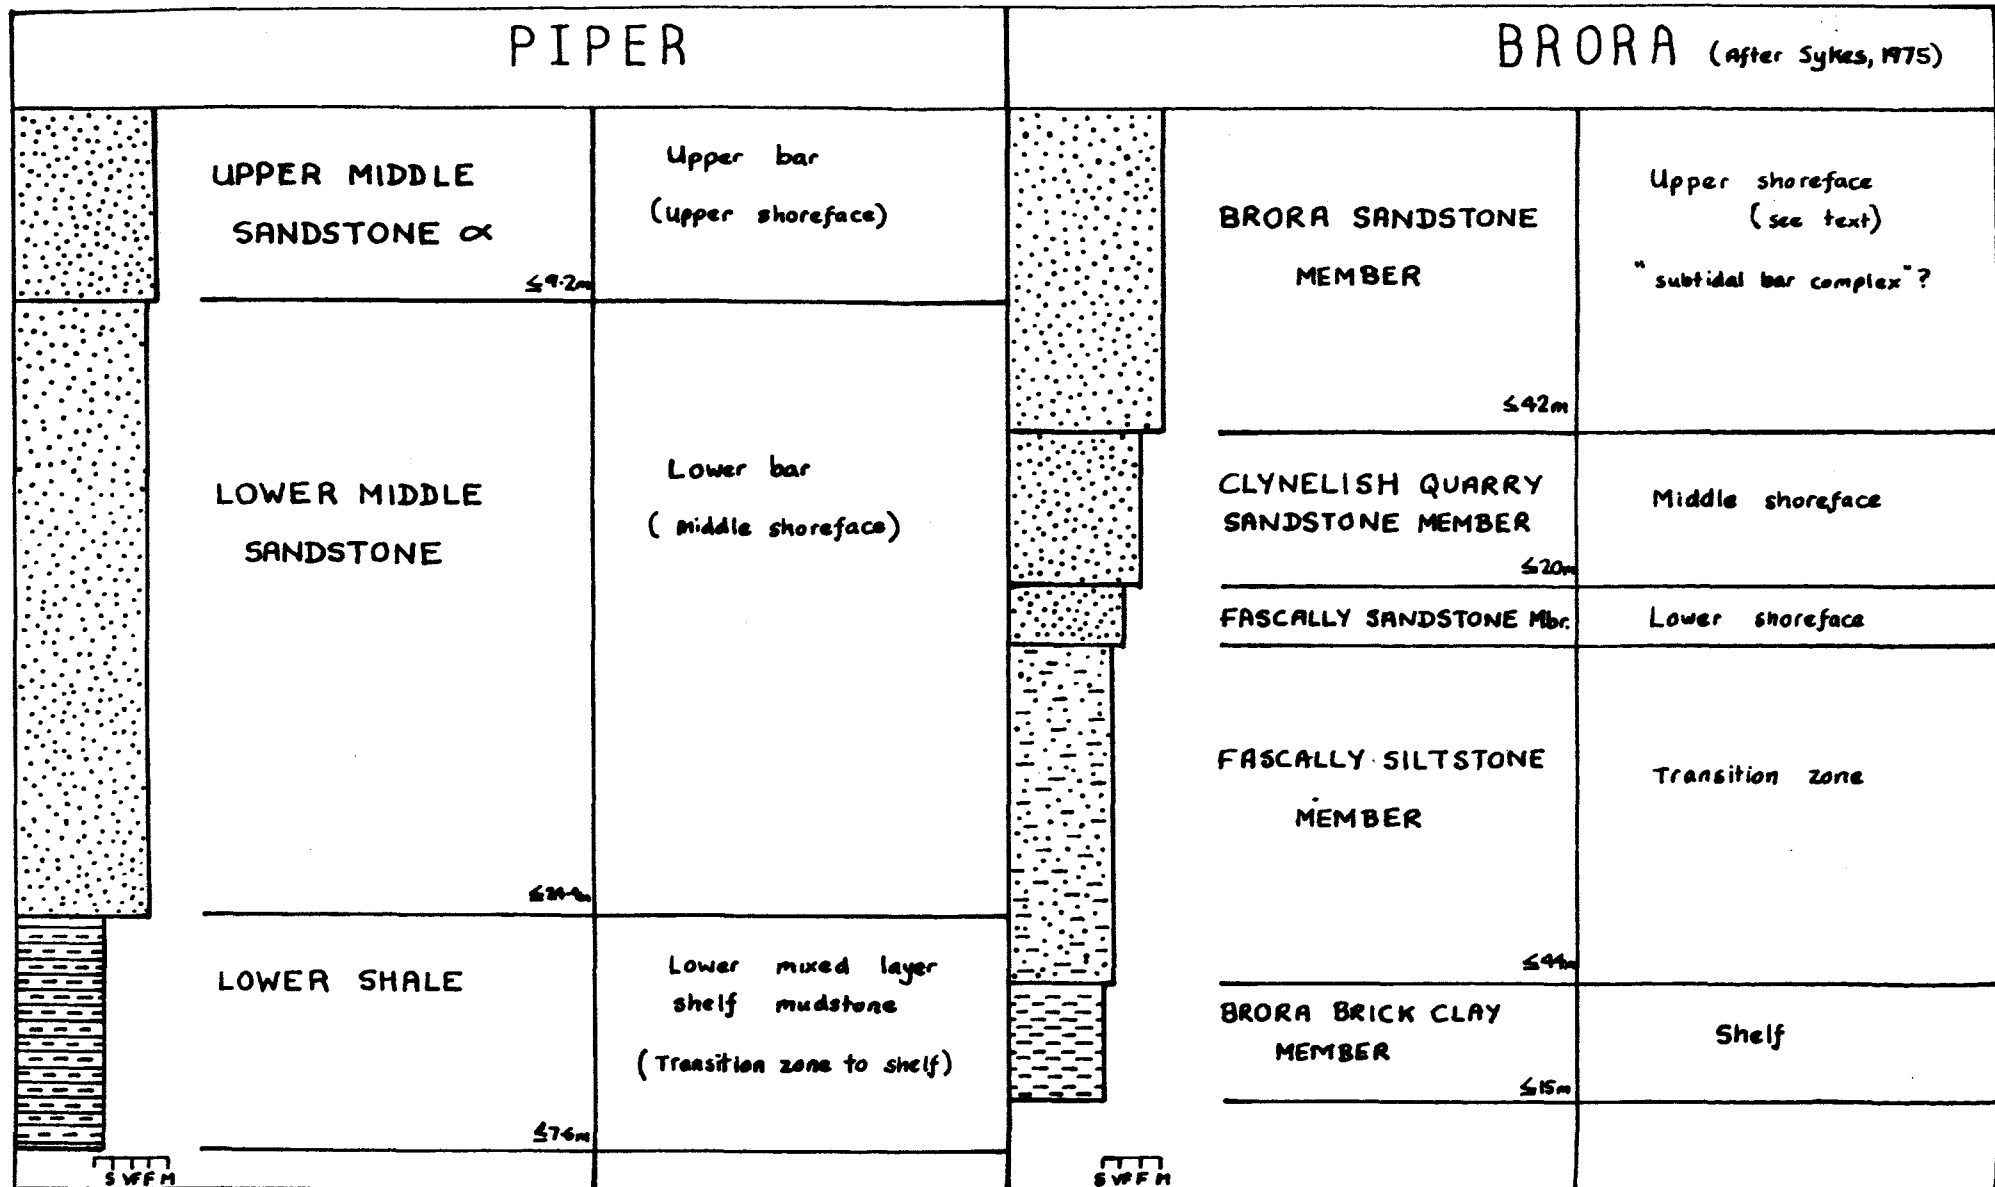 PIPER
BRORA (After Sykes, 1975)
UPPER MIDDLE
SANDSTONE α
≤9.2m
Upper bar
(upper shoreface)
LOWER MIDDLE
SANDSTONE
Lower bar
(middle shoreface)
LOWER SHALE
≤7.6m
Lower mixed layer
shelf mudstone
(Transition zone to shelf)
S VF F M
BRORA SANDSTONE
MEMBER
≤42m
Upper shoreface
(see text)
"subtidal bar complex"?
CLYNELISH QUARRY
SANDSTONE MEMBER
≤20m
Middle shoreface
FASCALLY SANDSTONE Mbr.
Lower shoreface
FASCALLY SILTSTONE
MEMBER
≤44m
Transition zone
BRORA BRICK CLAY
MEMBER
≤15m
Shelf
S VF F M